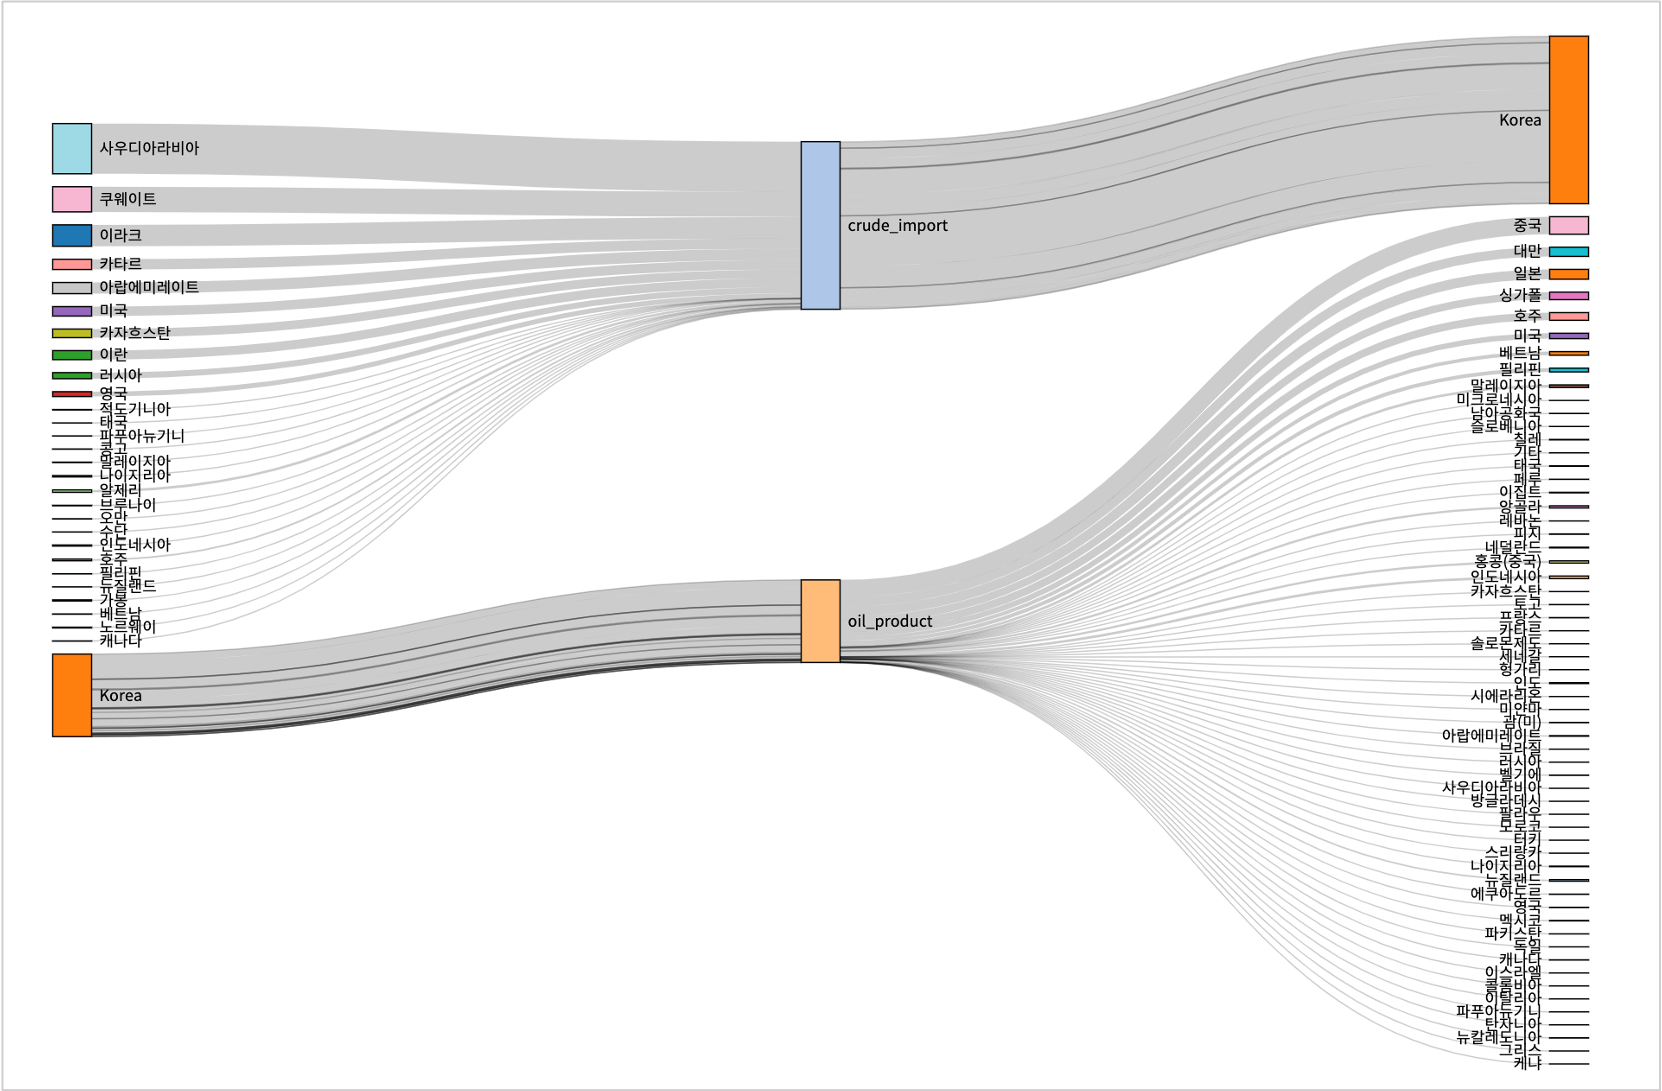 사우디아라비아
쿠웨이트
이라크
카타르
아랍에미레이트
미국
카자흐스탄
이란
러시아
영국
적도기니아
태국
파푸아뉴기니
콩고
말레이지아
나이지리아
알제리
브루나이
오만
수단
인도네시아
호주
필리핀
뉴질랜드
가봉
베트남
노르웨이
캐나다
Korea
crude_import
oil_product
Korea
중국
대만
일본
싱가폴
호주
미국
베트남
필리핀
말레이지아
미크로네시아
남아공화국
슬로베니아
칠레
기타
태국
페루
이집트
앙골라
레바논
피지
네덜란드
홍콩(중국)
인도네시아
카자흐스탄
토고
프랑스
카타르
솔로몬제도
세네갈
헝가리
인도
시에라리온
미얀마
괌(미)
아랍에미레이트
브라질
러시아
벨기에
사우디아라비아
방글라데시
팔라우
모로코
터키
스리랑카
나이지리아
뉴질랜드
에쿠아도르
영국
멕시코
파키스탄
독일
캐나다
이스라엘
콜롬비아
이탈리아
파푸아뉴기니
탄자니아
뉴칼레도니아
그리스
케냐